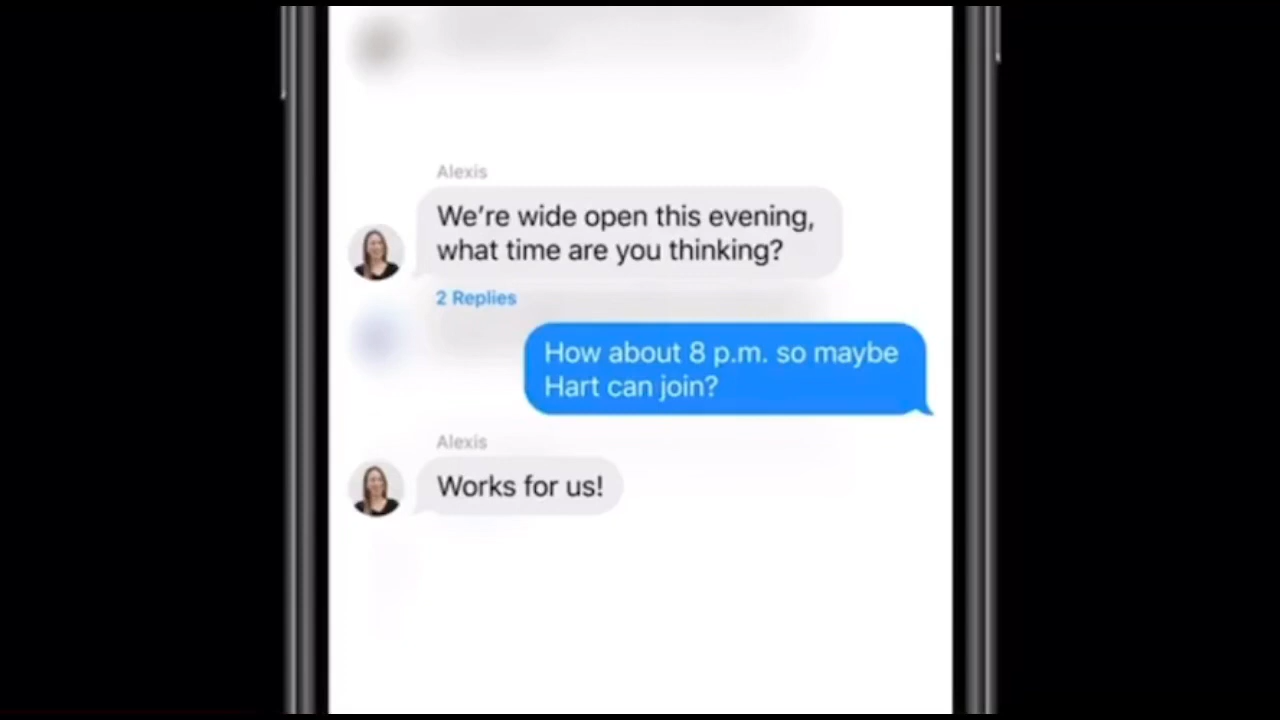 Alexis
We're wide open this evening,
what time are you thinking?
2 Replies
How about 8 p.m. so maybe
Hart can join?
Alexis
Works for us!